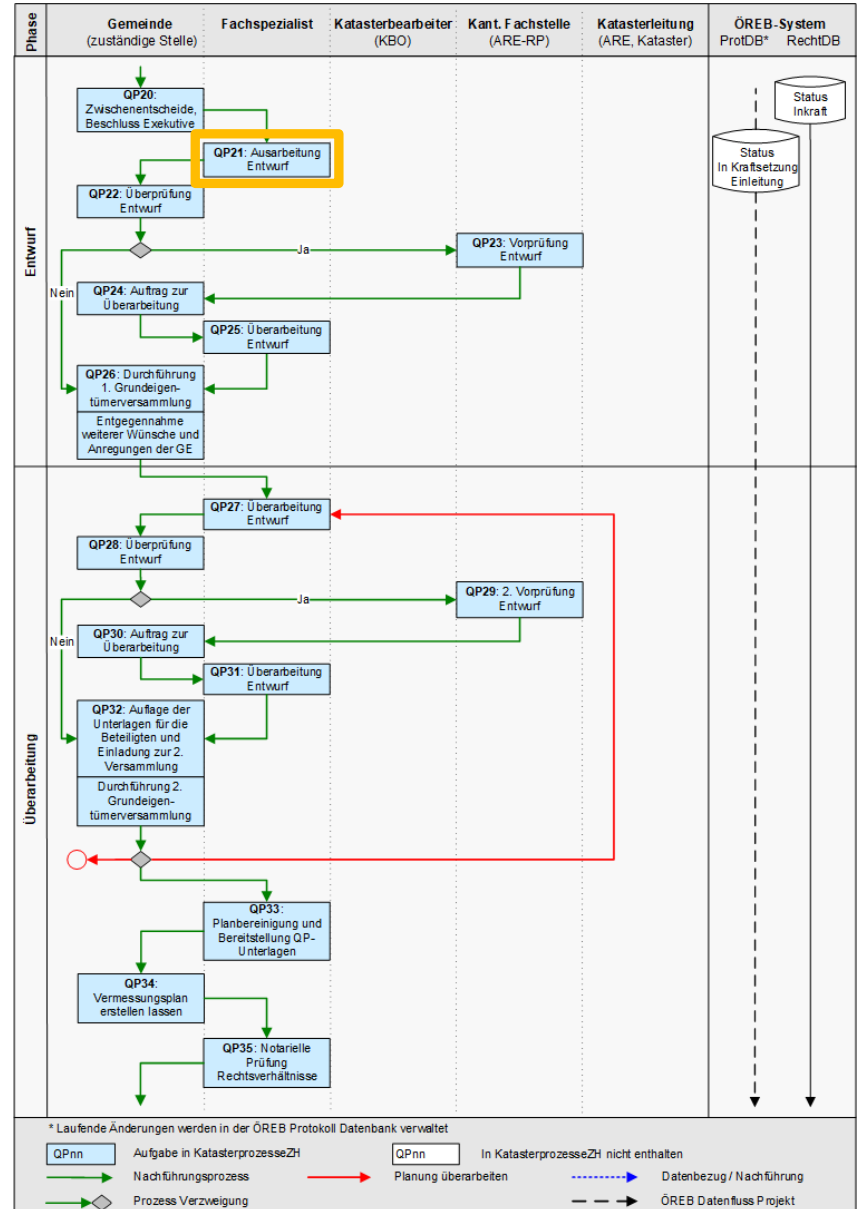 Phase
Gemeinde
(zuständige Stelle)
Fachspezialist
Katasterbearbeiter
(KBO)
Kant. Fachstelle
(ARE-RP)
Katasterleitung
(ARE, Kataster)
ÖREB-System
ProtDB* RechtDB
Entwurf
QP20:
Zwischenentscheide,
Beschluss Exekutive
Status
Inkraft
QP21: Ausarbeitung
Entwurf
Status
In Kraftsetzung
Einleitung
QP22: Überprüfung
Entwurf
Ja
QP23: Vorprüfung
Entwurf
Nein
QP24: Auftrag zur
Überarbeitung
QP25: Überarbeitung
Entwurf
QP26: Durchführung
1. Grundeigen-
tümerversammlung
Entgegennahme
weiterer Wünsche und
Anregungen der GE
Überarbeitung
QP27: Überarbeitung
Entwurf
QP28: Überprüfung
Entwurf
Ja
QP29: 2. Vorprüfung
Entwurf
Nein
QP30: Auftrag zur
Überarbeitung
QP31: Überarbeitung
Entwurf
QP32: Auflage der
Unterlagen für die
Beteiligten und
Einladung zur 2.
Versammlung
Durchführung 2.
Grundeigen-
tümerversammlung
QP33:
Planbereinigung und
Bereitstellung QP-
Unterlagen
QP34:
Vermessungsplan
erstellen lassen
QP35: Notarielle
Prüfung
Rechtsverhältnisse
* Laufende Änderungen werden in der ÖREB Protokoll Datenbank verwaltet
QPnn Aufgabe in KatasterprozesseZH QPnn In KatasterprozesseZH nicht enthalten
Nachführungsprozess Planung überarbeiten Datenbezug / Nachführung
Prozess Verzweigung ÖREB Datenfluss Projekt